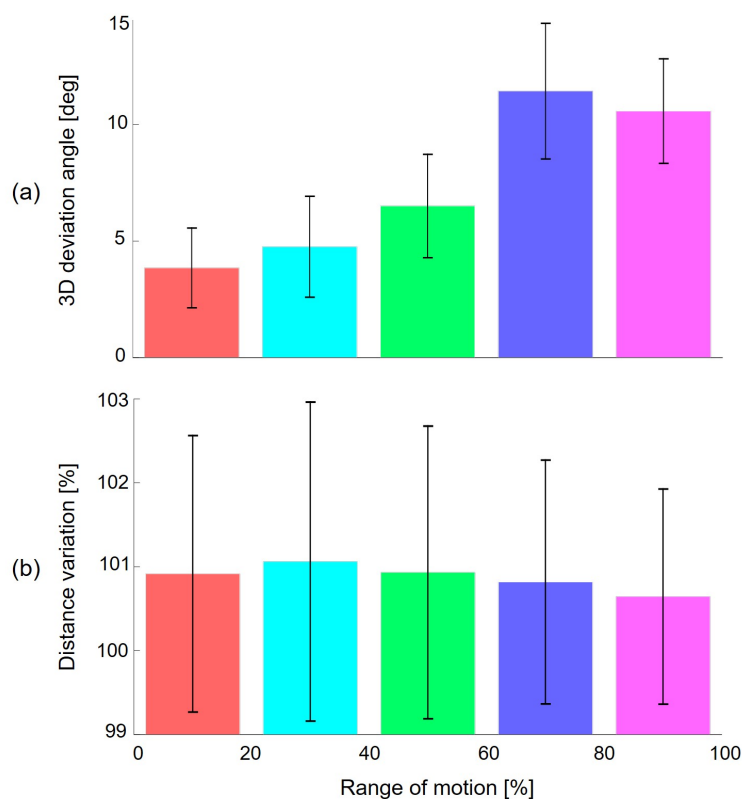 (a)
3D deviation angle [deg]
15
10
5
0
(b)
Distance variation [%]
103
102
101
100
99
0 20 40 60 80 100
Range of motion [%]